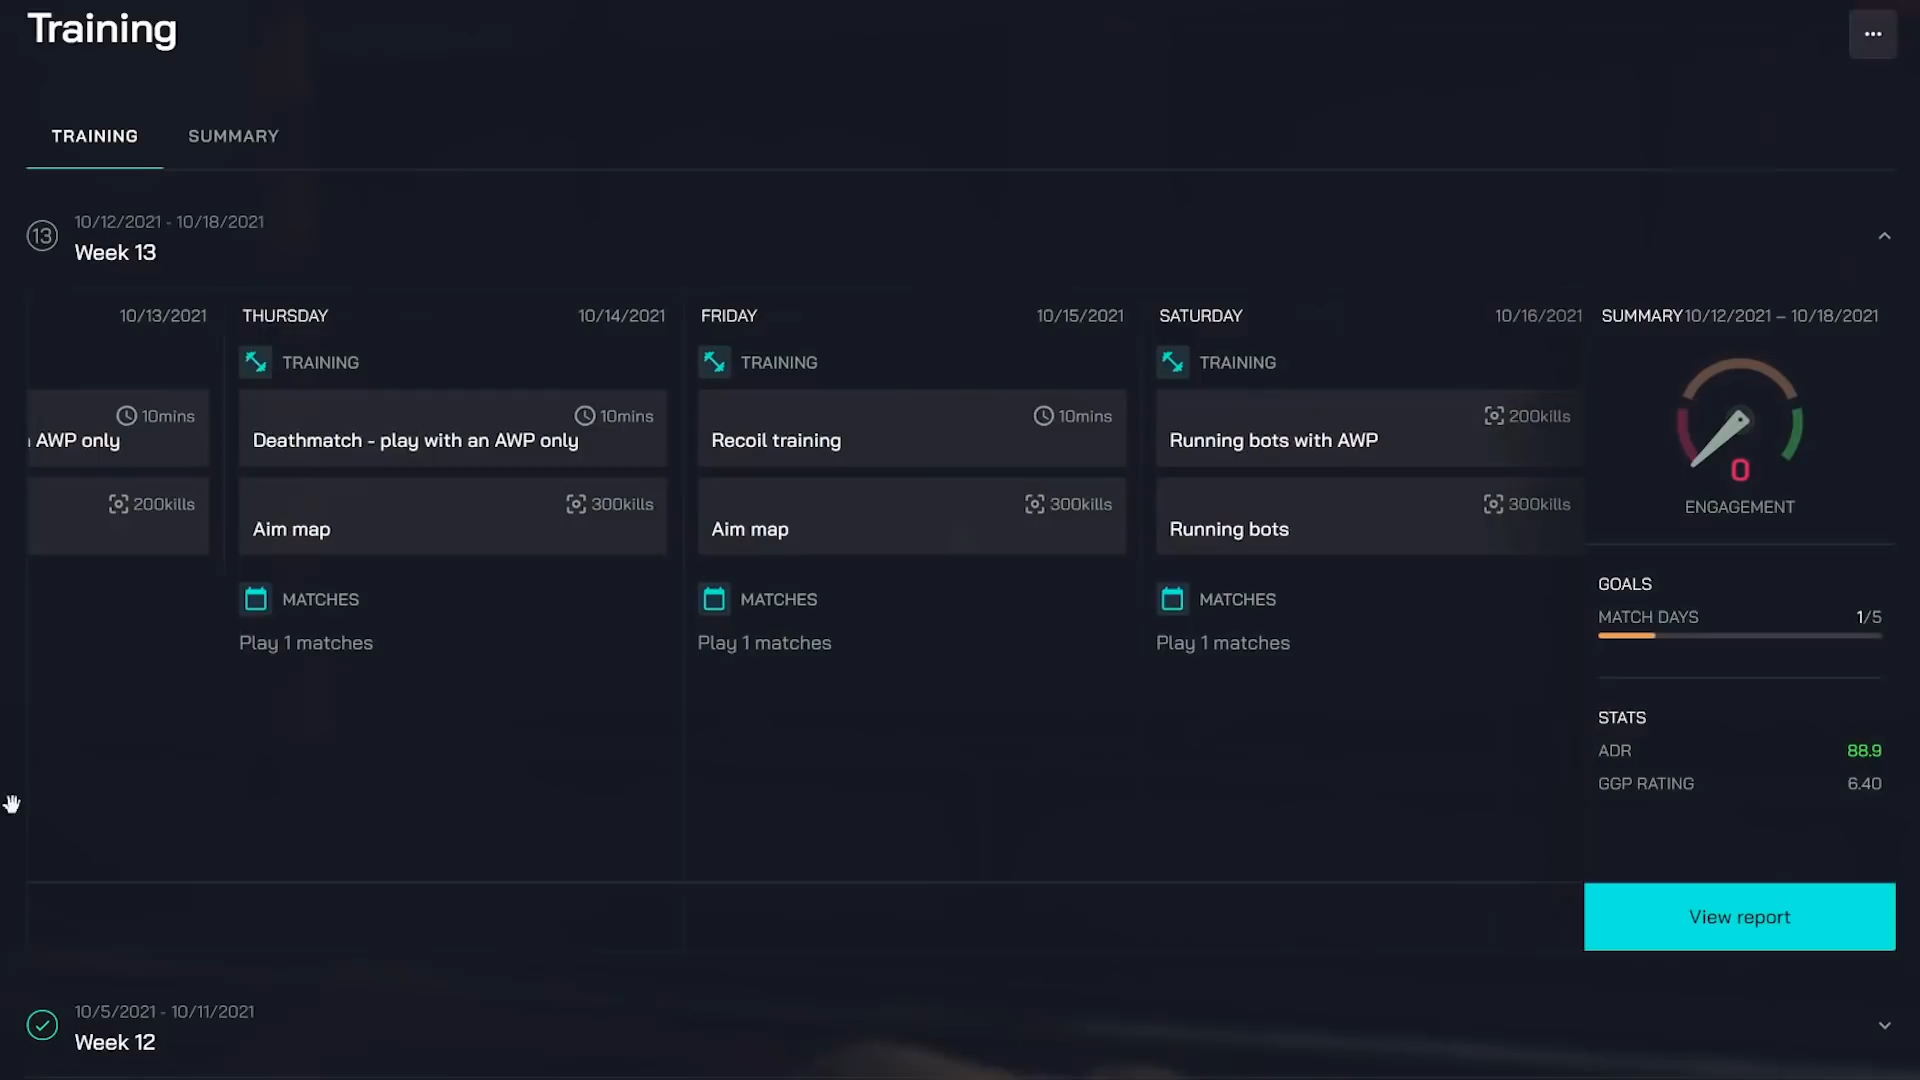 Training
TRAINING
SUMMARY
13
10/12/2021 - 10/18/2021
Week 13
10/13/2021
10mins
AWP only
200kills
THURSDAY
10/14/2021
TRAINING
10mins
Deathmatch - play with an AWP only
300kills
Aim map
MATCHES
Play 1 matches
FRIDAY
10/15/2021
TRAINING
10mins
Recoil training
300kills
Aim map
MATCHES
Play 1 matches
SATURDAY
10/16/2021
TRAINING
200kills
Running bots with AWP
300kills
Running bots
MATCHES
Play 1 matches
SUMMARY
10/12/2021 – 10/18/2021
0
ENGAGEMENT
GOALS
MATCH DAYS
1/5
STATS
ADR
88.9
GGP RATING
6.40
View report
10/5/2021 - 10/11/2021
Week 12